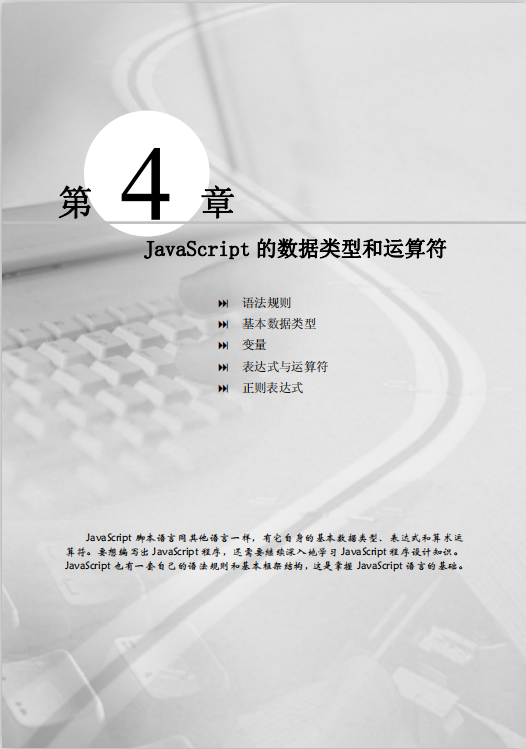 第4章
JavaScript 的数据类型和运算符
语法规则
基本数据类型
变量
表达式与运算符
正则表达式
JavaScript 脚本语言同其他语言一样，有它自身的基本数据类型、表达式和算术运
算符。要想编写出 JavaScript 程序，还需要继续深入地学习 JavaScript 程序设计知识。
JavaScript 也有一套自己的语法规则和基本框架结构，这是掌握 JavaScript 语言的基础。